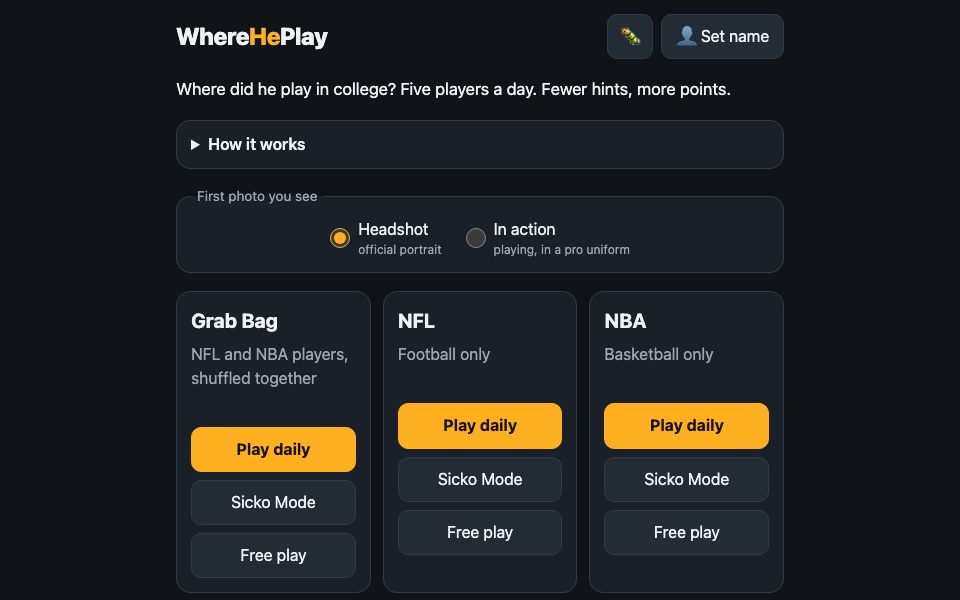 WhereHePlay
Set name
Where did he play in college? Five players a day. Fewer hints, more points.
How it works
First photo you see
Headshot
official portrait
In action
playing, in a pro uniform
Grab Bag
NFL and NBA players,
shuffled together
Play daily
Sicko Mode
Free play
NFL
Football only
Play daily
Sicko Mode
Free play
NBA
Basketball only
Play daily
Sicko Mode
Free play